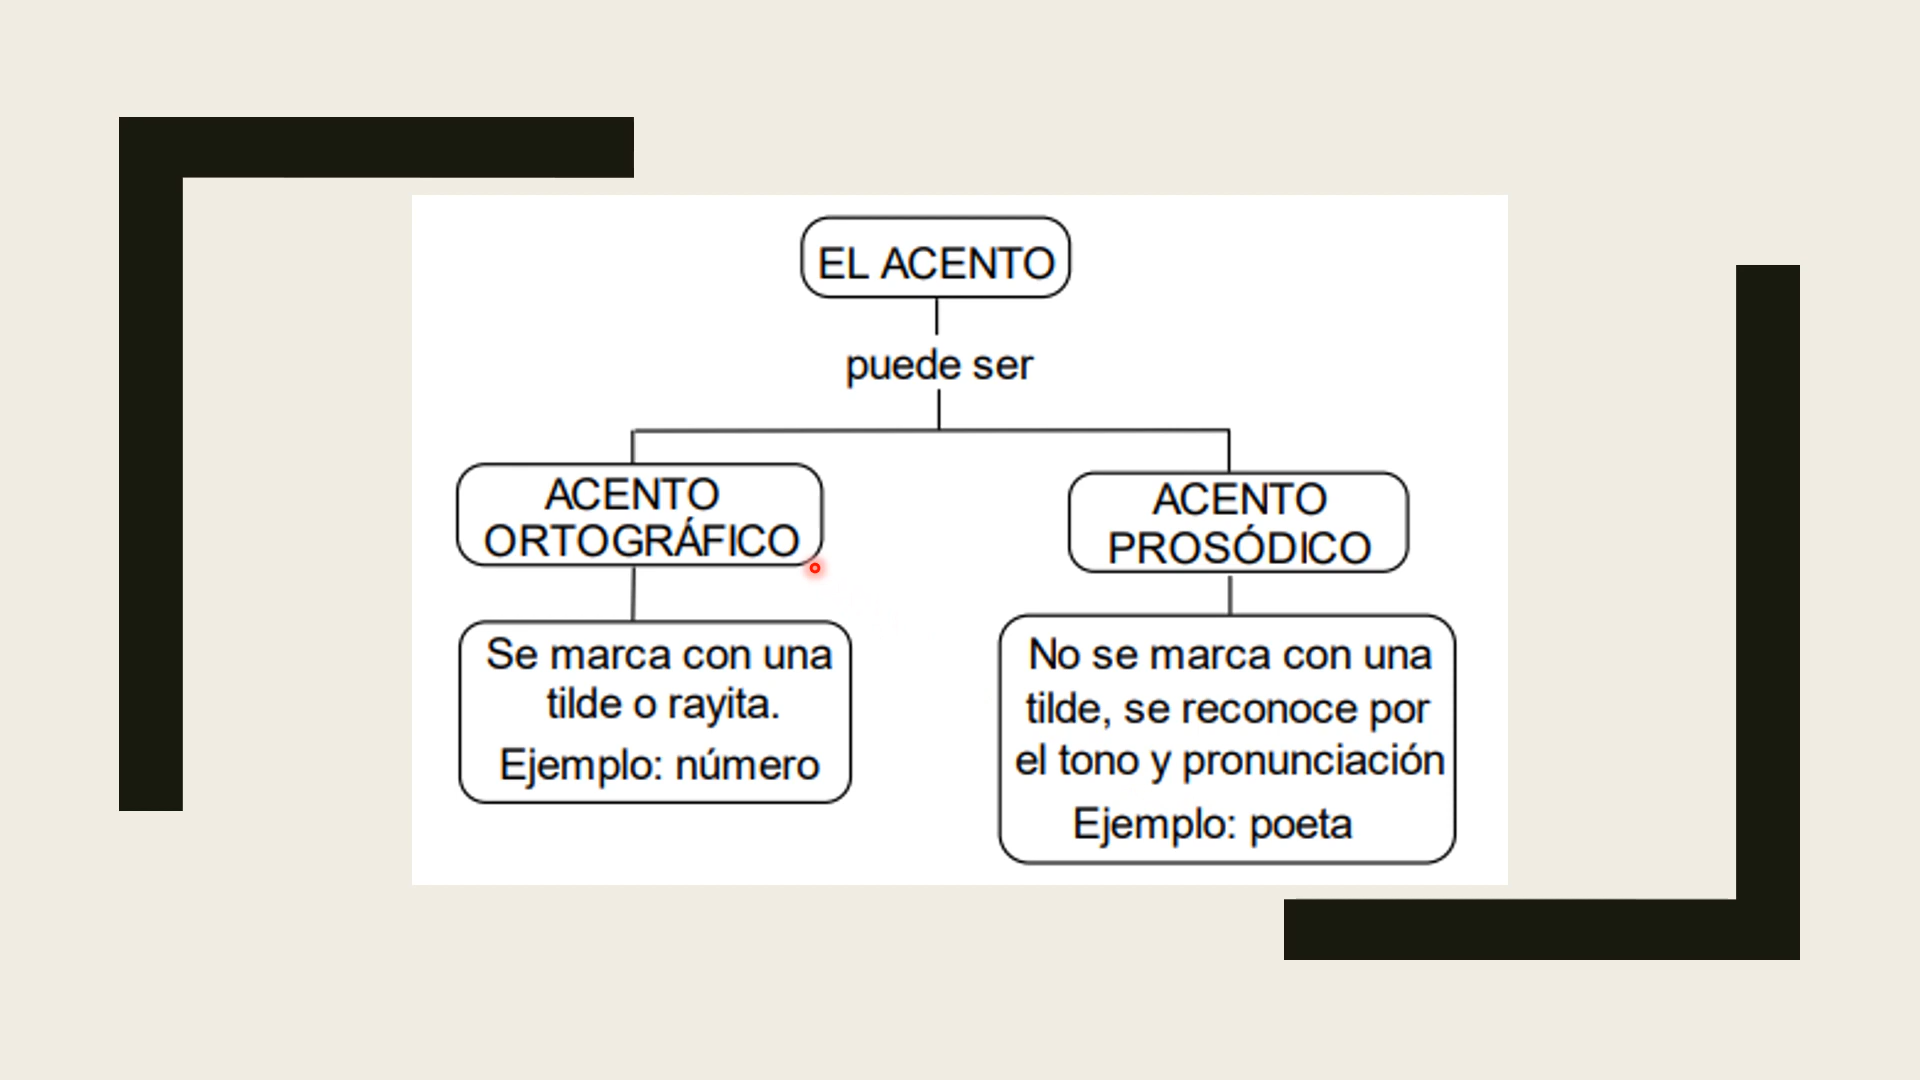 EL ACENTO
puede ser
ACENTO
ORTOGRÁFICO
Se marca con una
tilde o rayita.
Ejemplo: número
ACENTO
PROSÓDICO
No se marca con una
tilde, se reconoce por
el tono y pronunciación
Ejemplo: poeta